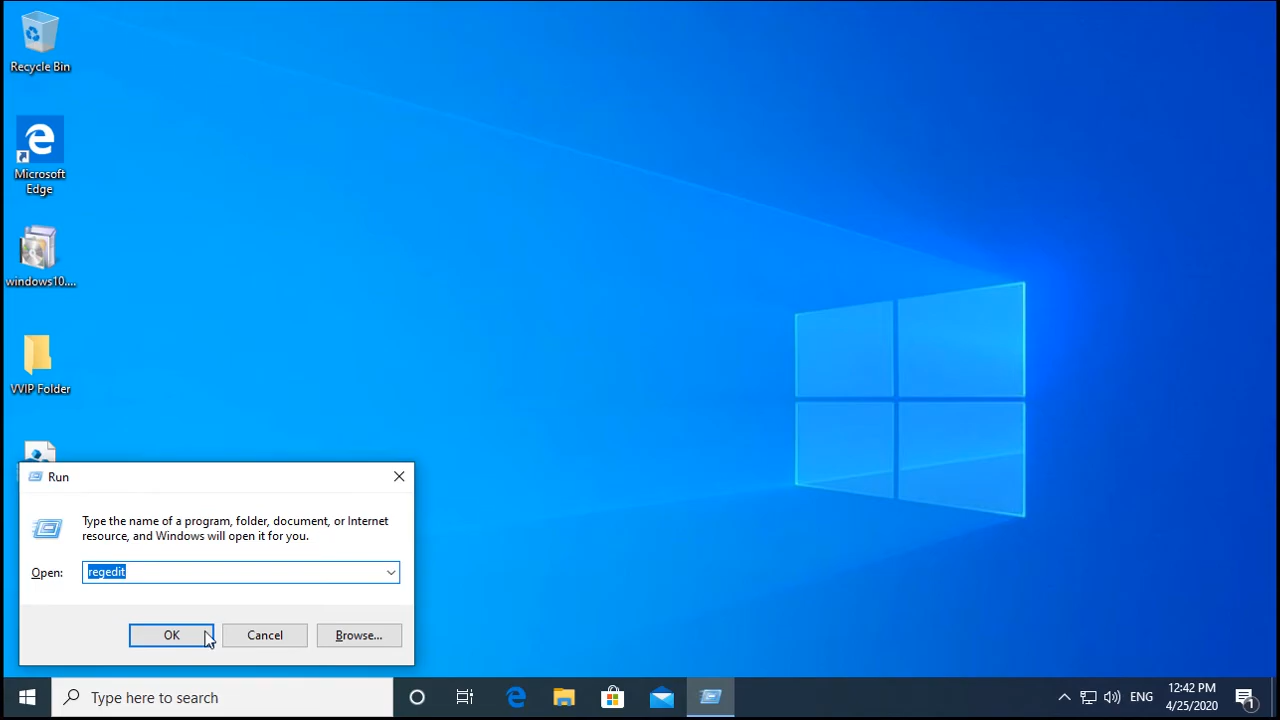 Recycle Bin
Microsoft
Edge
windows10....
VVIP Folder
Run
Type the name of a program, folder, document, or Internet
resource, and Windows will open it for you.
Open:
regedit
OK
Cancel
Browse...
Type here to search
ENG
12:42 PM
4/25/2020
1